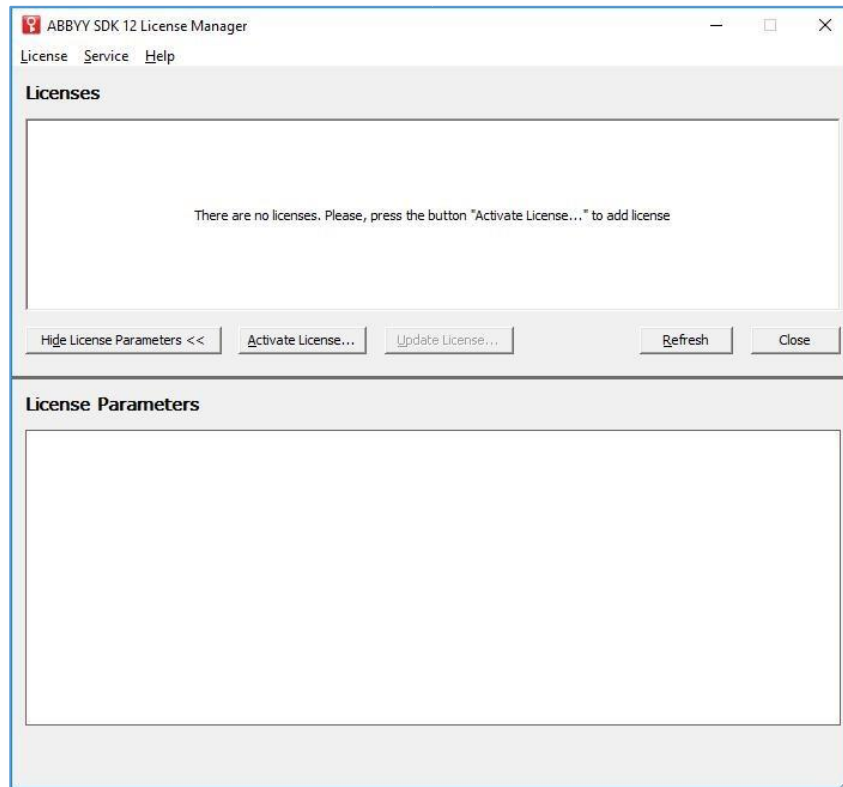 ABBYY SDK 12 License Manager
License Service Help
Licenses
There are no licenses. Please, press the button "Activate License..." to add license
Hide License Parameters << Activate License... Update License... Refresh Close
License Parameters